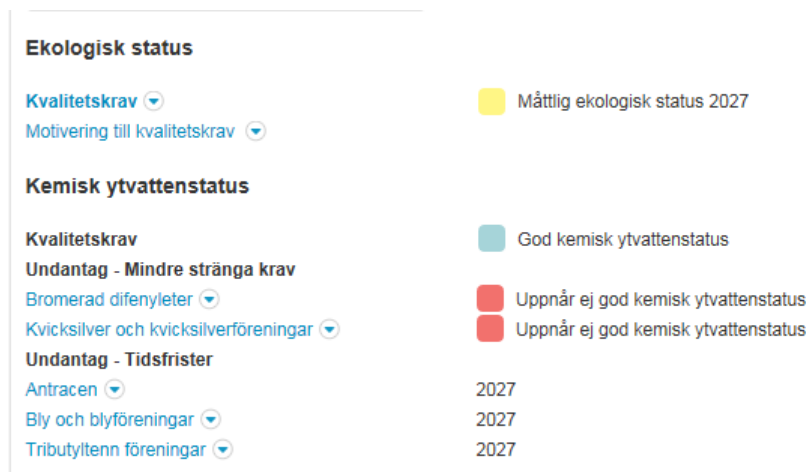 Ekologisk status
Kvalitetskrav Måttlig ekologisk status 2027
Motivering till kvalitetskrav
Kemisk ytvattenstatus
Kvalitetskrav God kemisk ytvattenstatus
Undantag - Mindre stränga krav
Bromerad difenyleter Uppnår ej god kemisk ytvattenstatus
Kvicksilver och kvicksilverföreningar Uppnår ej god kemisk ytvattenstatus
Undantag - Tidsfrister
Antracen 2027
Bly och blyföreningar 2027
Tributyltenn föreningar 2027